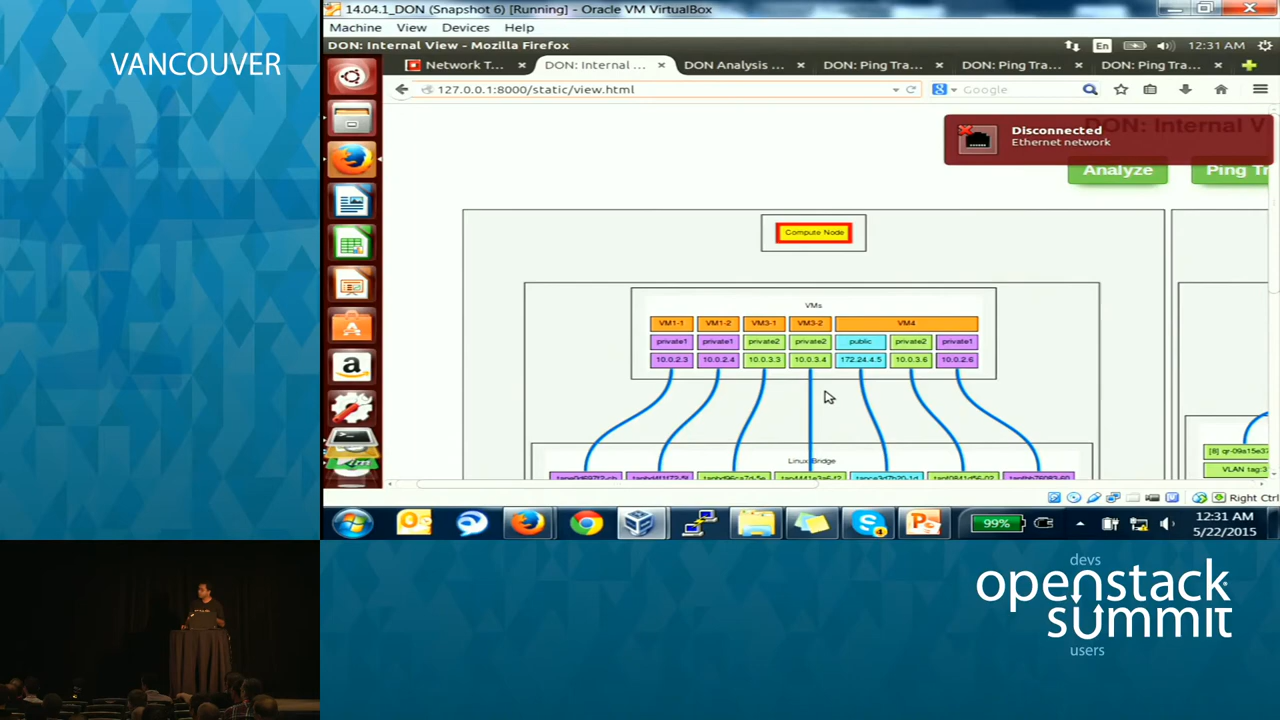 VANCOUVER
14.04.1_DON (Snapshot 6) [Running] - Oracle VM VirtualBox
Machine View Devices Help
DON: Internal View - Mozilla Firefox
En
12:31 AM
Network T...
DON: Internal ...
DON Analysis ...
DON: Ping Tra...
DON: Ping Tra...
DON: Ping Tra...
127.0.0.1:8000/static/view.html
Google
DON: Internal V
Disconnected
Ethernet network
Analyze
Ping Tr
Compute Node
VMs
VM1-1 VM1-2 VM3-1 VM3-2 VM4
private1 private1 private2 private2 public private2 private1
10.0.2.3 10.0.2.4 10.0.3.3 10.0.3.4 172.24.4.5 10.0.3.6 10.0.2.6
Linux Bridge
VLAN tag:3
Right Ctrl
99%
12:31 AM
5/22/2015
devs
openstack
summit
users